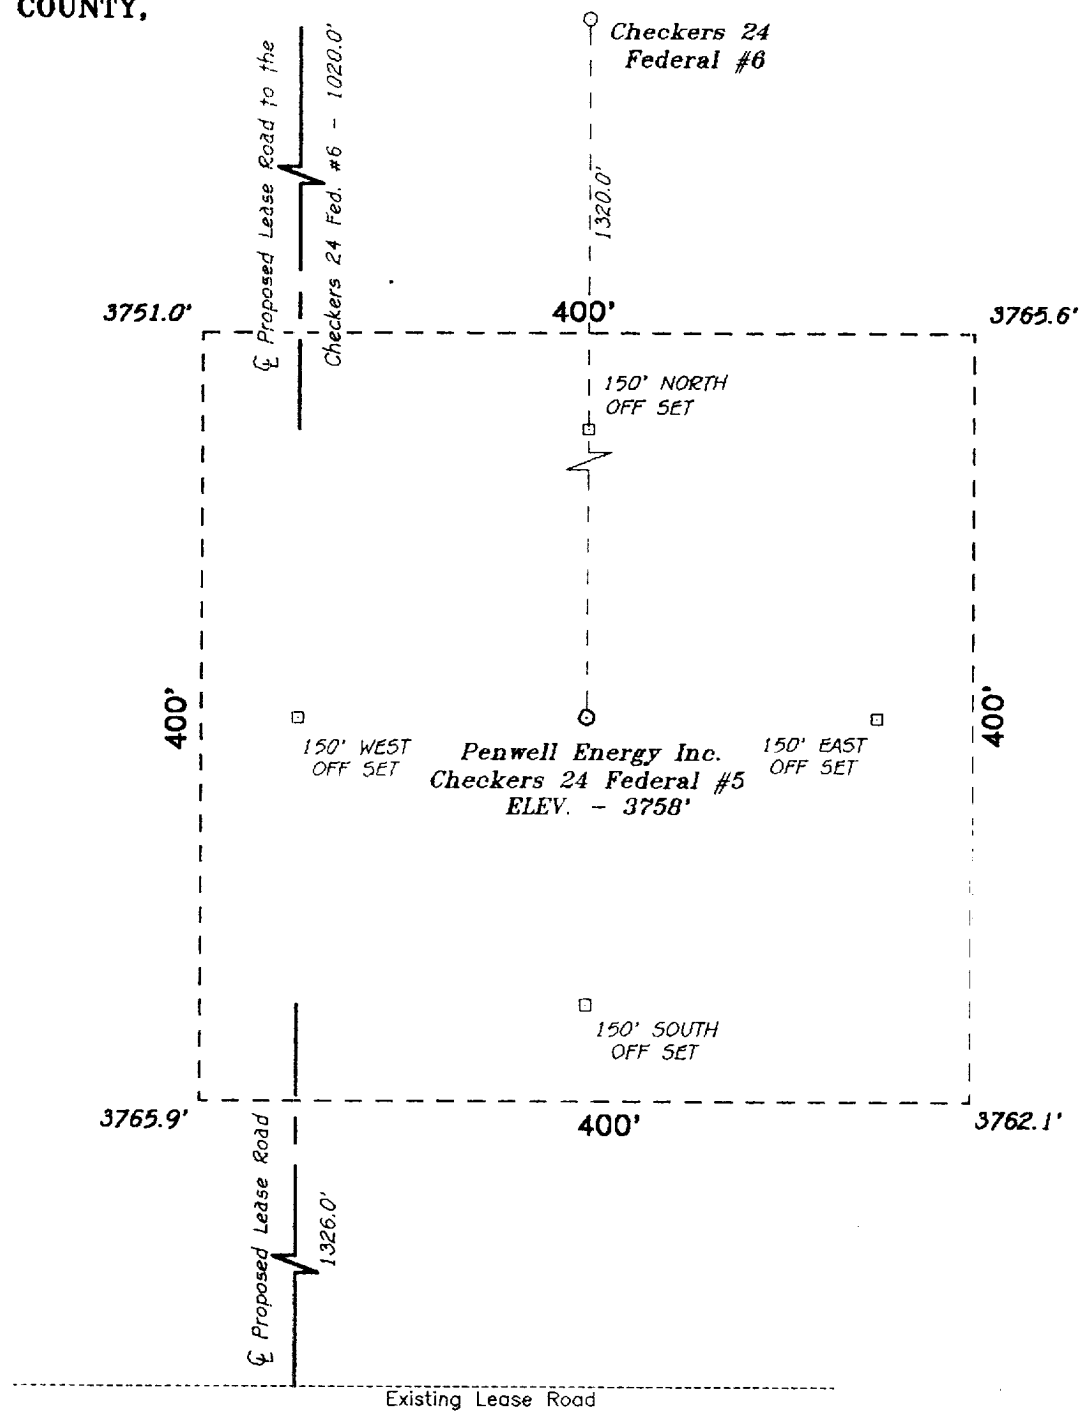 COUNTY,
Checkers 24
Federal #6
℄ Proposed Lease Road to the
Checkers 24 Fed. #6 - 1020.0'
1320.0'
3751.0'
400'
3765.6'
150' NORTH
OFF SET
400'
400'
150' WEST
OFF SET
Penwell Energy Inc.
Checkers 24 Federal #5
ELEV. - 3758'
150' EAST
OFF SET
150' SOUTH
OFF SET
3765.9'
400'
3762.1'
℄ Proposed Lease Road
1326.0'
Existing Lease Road